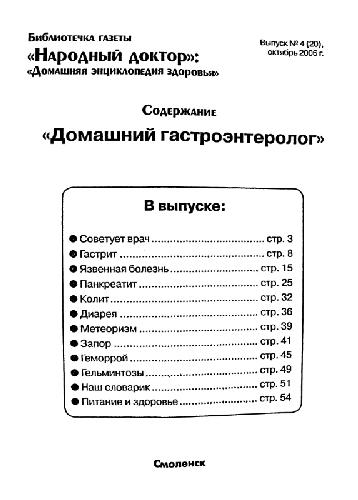 Библиотечка газеты
«Народный доктор»:
«Домашняя энциклопедия здоровья»
Выпуск № 4 (20),
октябрь 2006 г.
Содержание
«Домашний гастроэнтеролог»
В выпуске:
● Советует врач ........................... стр. 3
● Гастрит ........................... стр. 8
● Язвенная болезнь ........................... стр. 15
● Панкреатит ........................... стр. 25
● Колит ........................... стр. 32
● Диарея ........................... стр. 36
● Метеоризм ........................... стр. 39
● Запор ........................... стр. 41
● Геморрой ........................... стр. 45
● Гельминтозы ........................... стр. 49
● Наш словарик ........................... стр. 51
● Питание и здоровье ........................... стр. 54
Смоленск